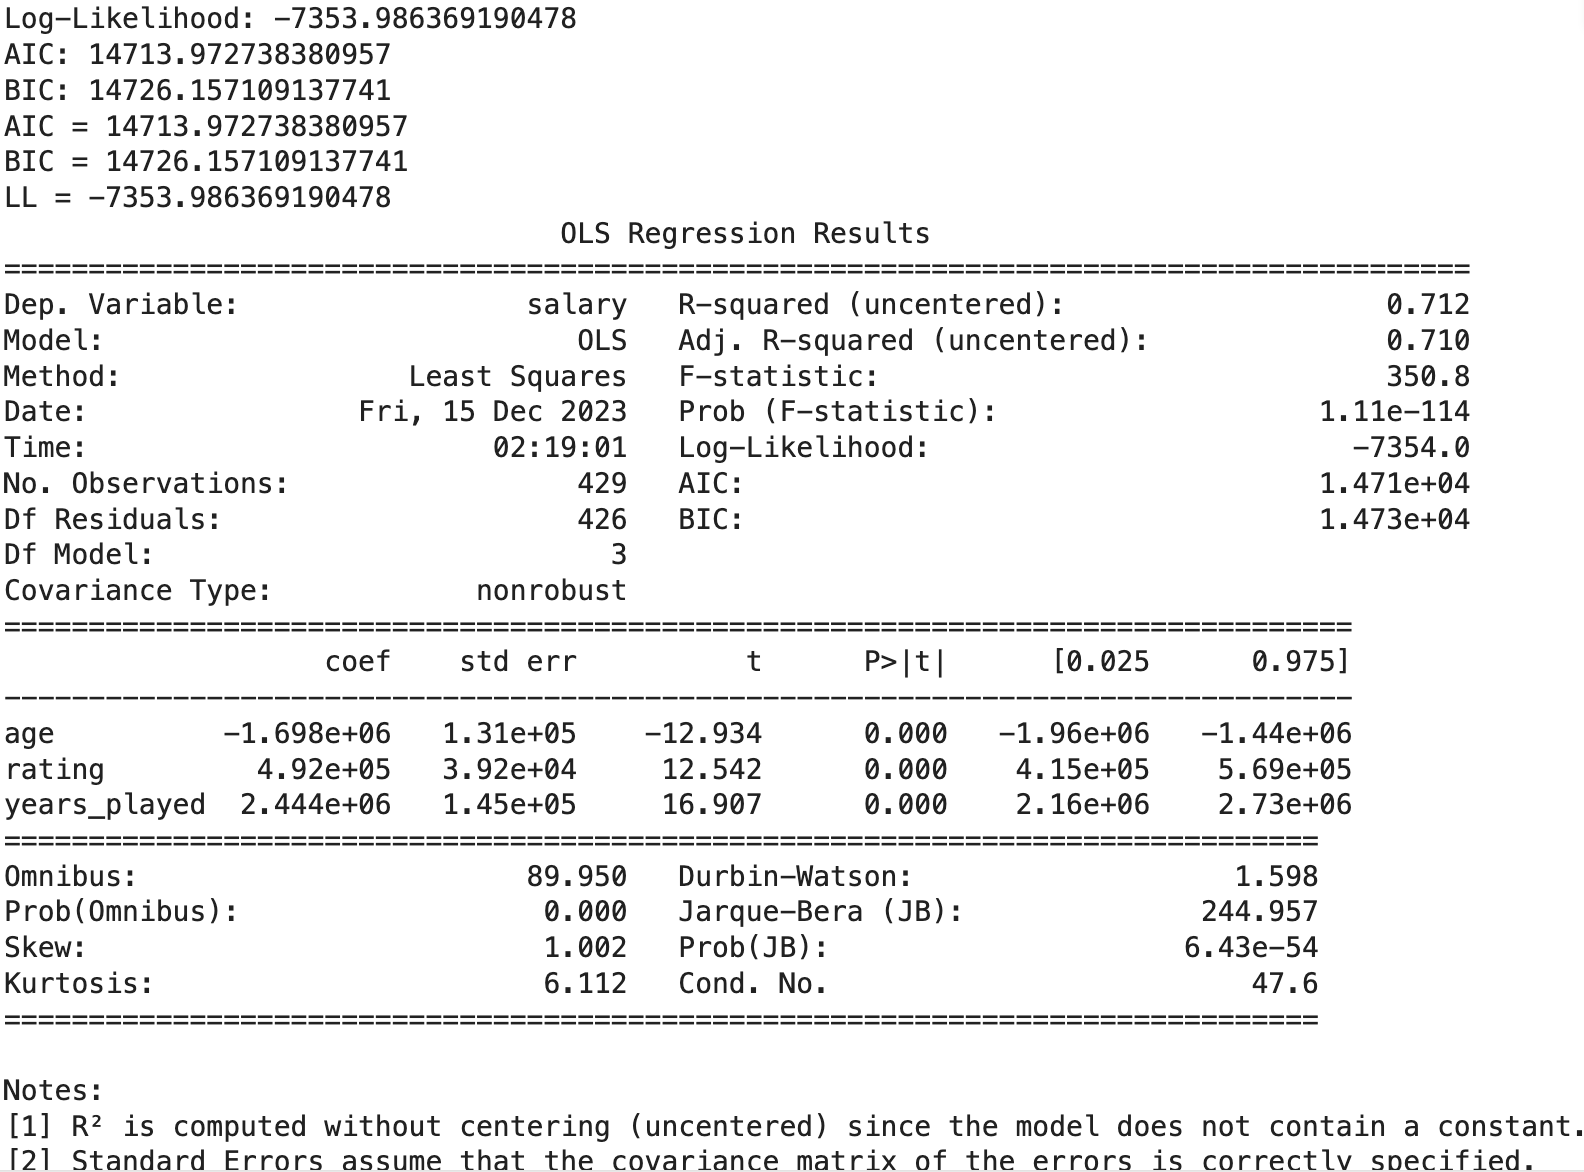 Log-Likelihood: -7353.986369190478
AIC: 14713.972738380957
BIC: 14726.157109137741
AIC = 14713.972738380957
BIC = 14726.157109137741
LL = -7353.986369190478
OLS Regression Results
==============================================================================
Dep. Variable: salary R-squared (uncentered): 0.712
Model: OLS Adj. R-squared (uncentered): 0.710
Method: Least Squares F-statistic: 350.8
Date: Fri, 15 Dec 2023 Prob (F-statistic): 1.11e-114
Time: 02:19:01 Log-Likelihood: -7354.0
No. Observations: 429 AIC: 1.471e+04
Df Residuals: 426 BIC: 1.473e+04
Df Model: 3
Covariance Type: nonrobust
==============================================================================
coef std err t P>|t| [0.025 0.975]
------------------------------------------------------------------------------
age -1.698e+06 1.31e+05 -12.934 0.000 -1.96e+06 -1.44e+06
rating 4.92e+05 3.92e+04 12.542 0.000 4.15e+05 5.69e+05
years_played 2.444e+06 1.45e+05 16.907 0.000 2.16e+06 2.73e+06
==============================================================================
Omnibus: 89.950 Durbin-Watson: 1.598
Prob(Omnibus): 0.000 Jarque-Bera (JB): 244.957
Skew: 1.002 Prob(JB): 6.43e-54
Kurtosis: 6.112 Cond. No. 47.6
==============================================================================
Notes:
[1] R² is computed without centering (uncentered) since the model does not contain a constant.
[2] Standard Errors assume that the covariance matrix of the errors is correctly specified.